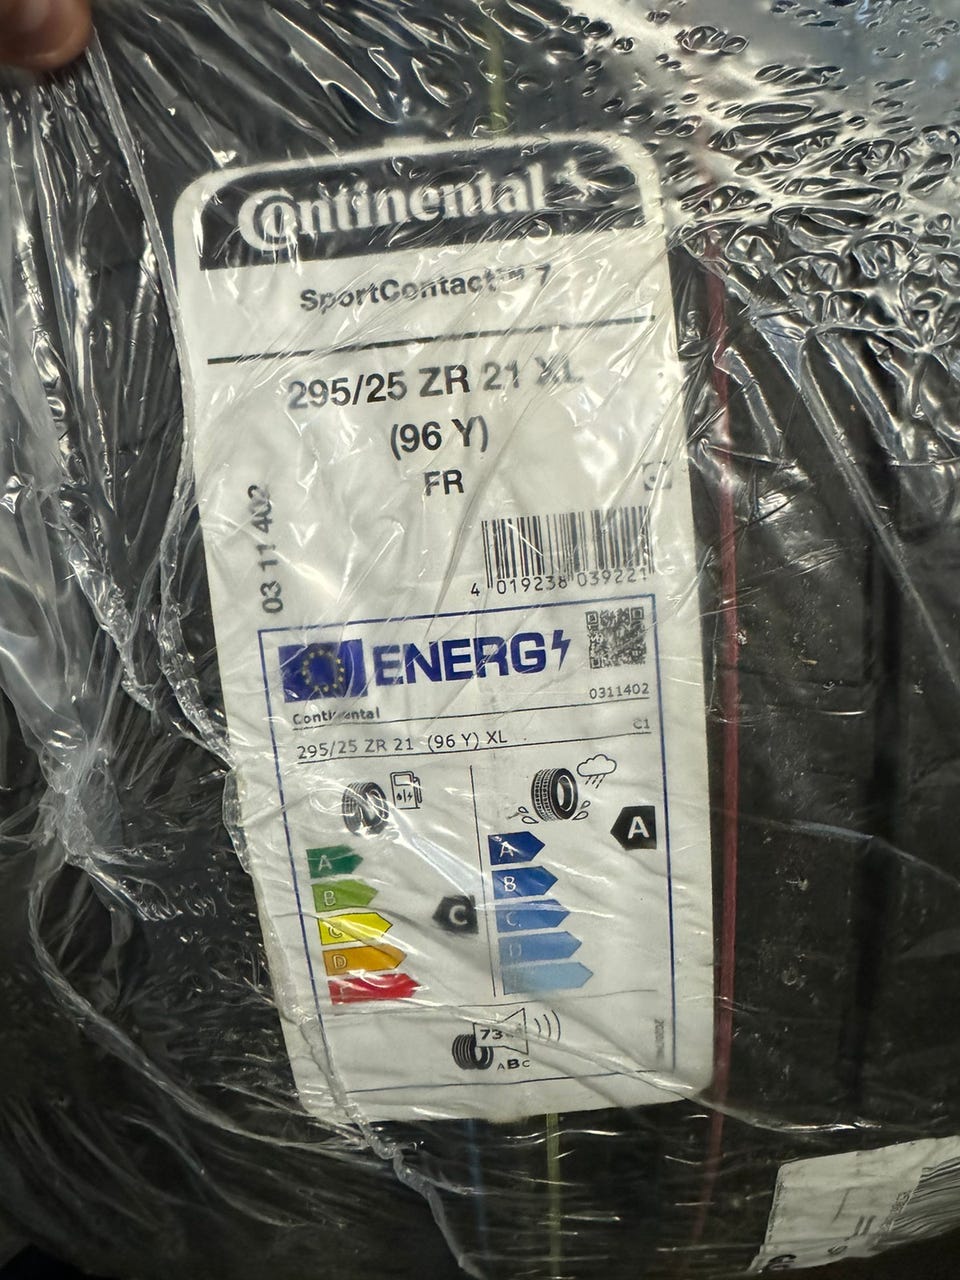 Continental
SportContact™ 7
295/25 ZR 21 XL
(96 Y)
FR
03 11 402
4 019238 039221
ENERG
0311402
Continental
C1
295/25 ZR 21 (96 Y) XL
A
A
B
C
D
C
A
B
C
D
73
ABC